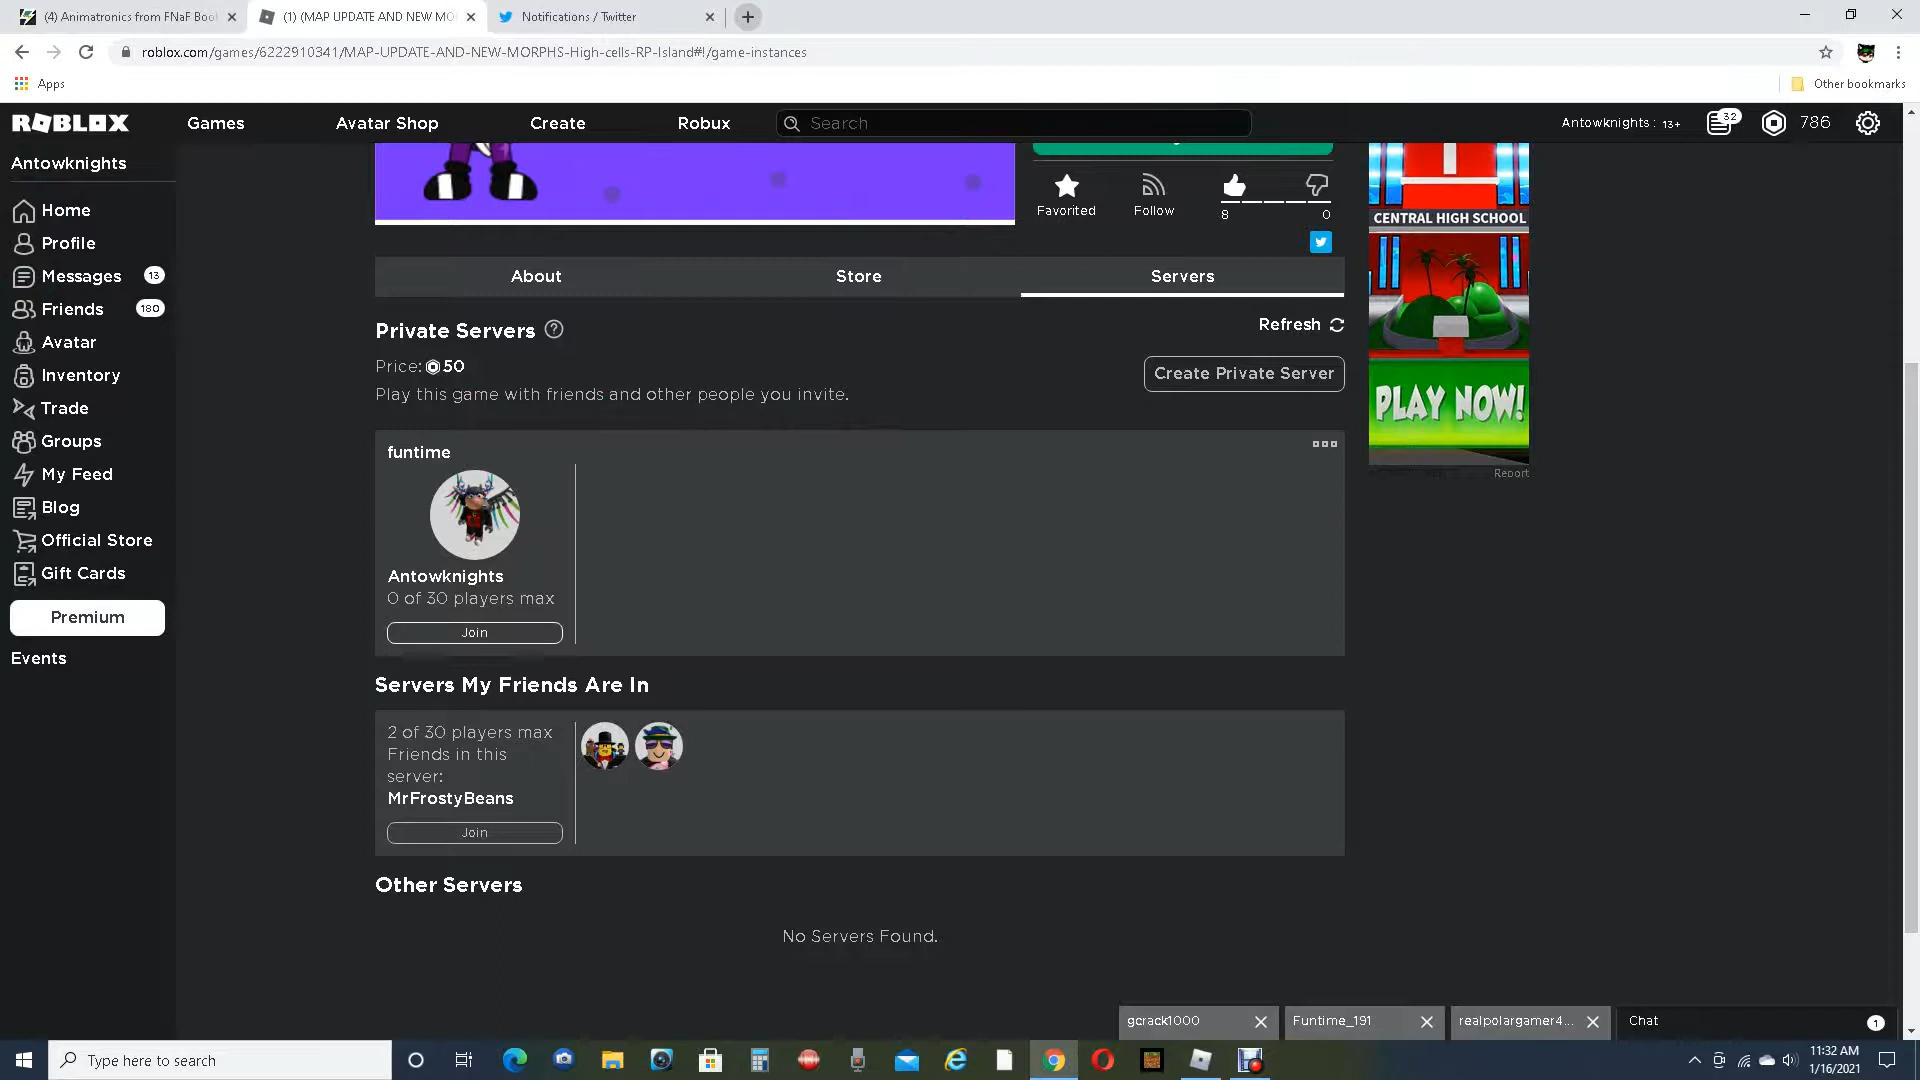 (4) Animatronics from FNaF Boo
(1) (MAP UPDATE AND NEW MO
Notifications / Twitter
roblox.com/games/6222910341/MAP-UPDATE-AND-NEW-MORPHS-High-cells-RP-Island#!/game-instances
Apps
Other bookmarks
ROBLOX
Games
Avatar Shop
Create
Robux
Search
Antowknights : 13+
32
786
Antowknights
Home
Profile
Messages 13
Friends 180
Avatar
Inventory
Trade
Groups
My Feed
Blog
Official Store
Gift Cards
Premium
Events
Favorited
Follow
8
0
About
Store
Servers
Private Servers ?
Refresh
Price: 50
Play this game with friends and other people you invite.
Create Private Server
funtime
Antowknights
0 of 30 players max
Join
Servers My Friends Are In
2 of 30 players max
Friends in this
server:
MrFrostyBeans
Join
Other Servers
No Servers Found.
CENTRAL HIGH SCHOOL
PLAY NOW!
Report
gcrack1000
Funtime_191
realpolargamer4...
Chat
1
Type here to search
11:32 AM
1/16/2021